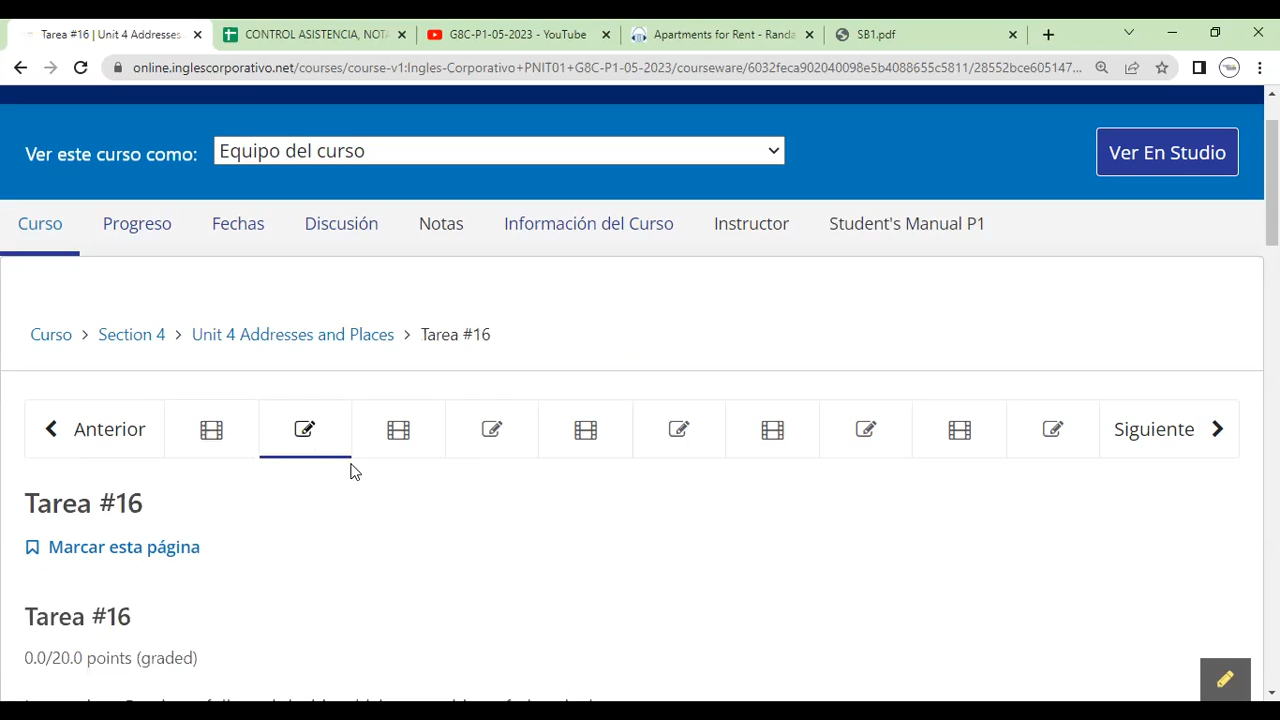 Tarea #16 | Unit 4 Addresses
CONTROL ASISTENCIA, NOTA
G8C-P1-05-2023 - YouTube
Apartments for Rent - Randa
SB1.pdf
online.inglescorporativo.net/courses/course-v1:Ingles-Corporativo+PNIT01+G8C-P1-05-2023/courseware/6032feca902040098e5b4088655c5811/28552bce605147...
Ver este curso como:
Equipo del curso
Ver En Studio
Curso
Progreso
Fechas
Discusión
Notas
Información del Curso
Instructor
Student's Manual P1
Curso > Section 4 > Unit 4 Addresses and Places > Tarea #16
Anterior
Siguiente
Tarea #16
Marcar esta página
Tarea #16
0.0/20.0 points (graded)